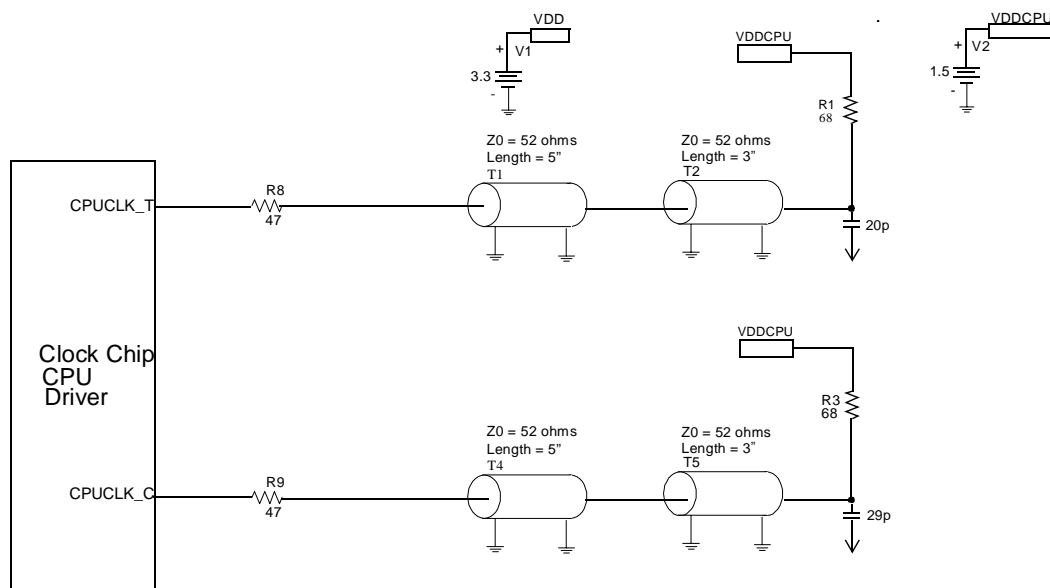 VDD
VDDCPU
+ V1
VDDCPU
+ V2
3.3
-
1.5
-
R1
68
Z0 = 52 ohms
Length = 5”
T1
Z0 = 52 ohms
Length = 3”
T2
CPUCLK_T
R8
47
20p
VDDCPU
Clock Chip
CPU
Driver
R3
68
Z0 = 52 ohms
Length = 5”
T4
Z0 = 52 ohms
Length = 3”
T5
CPUCLK_C
R9
47
29p